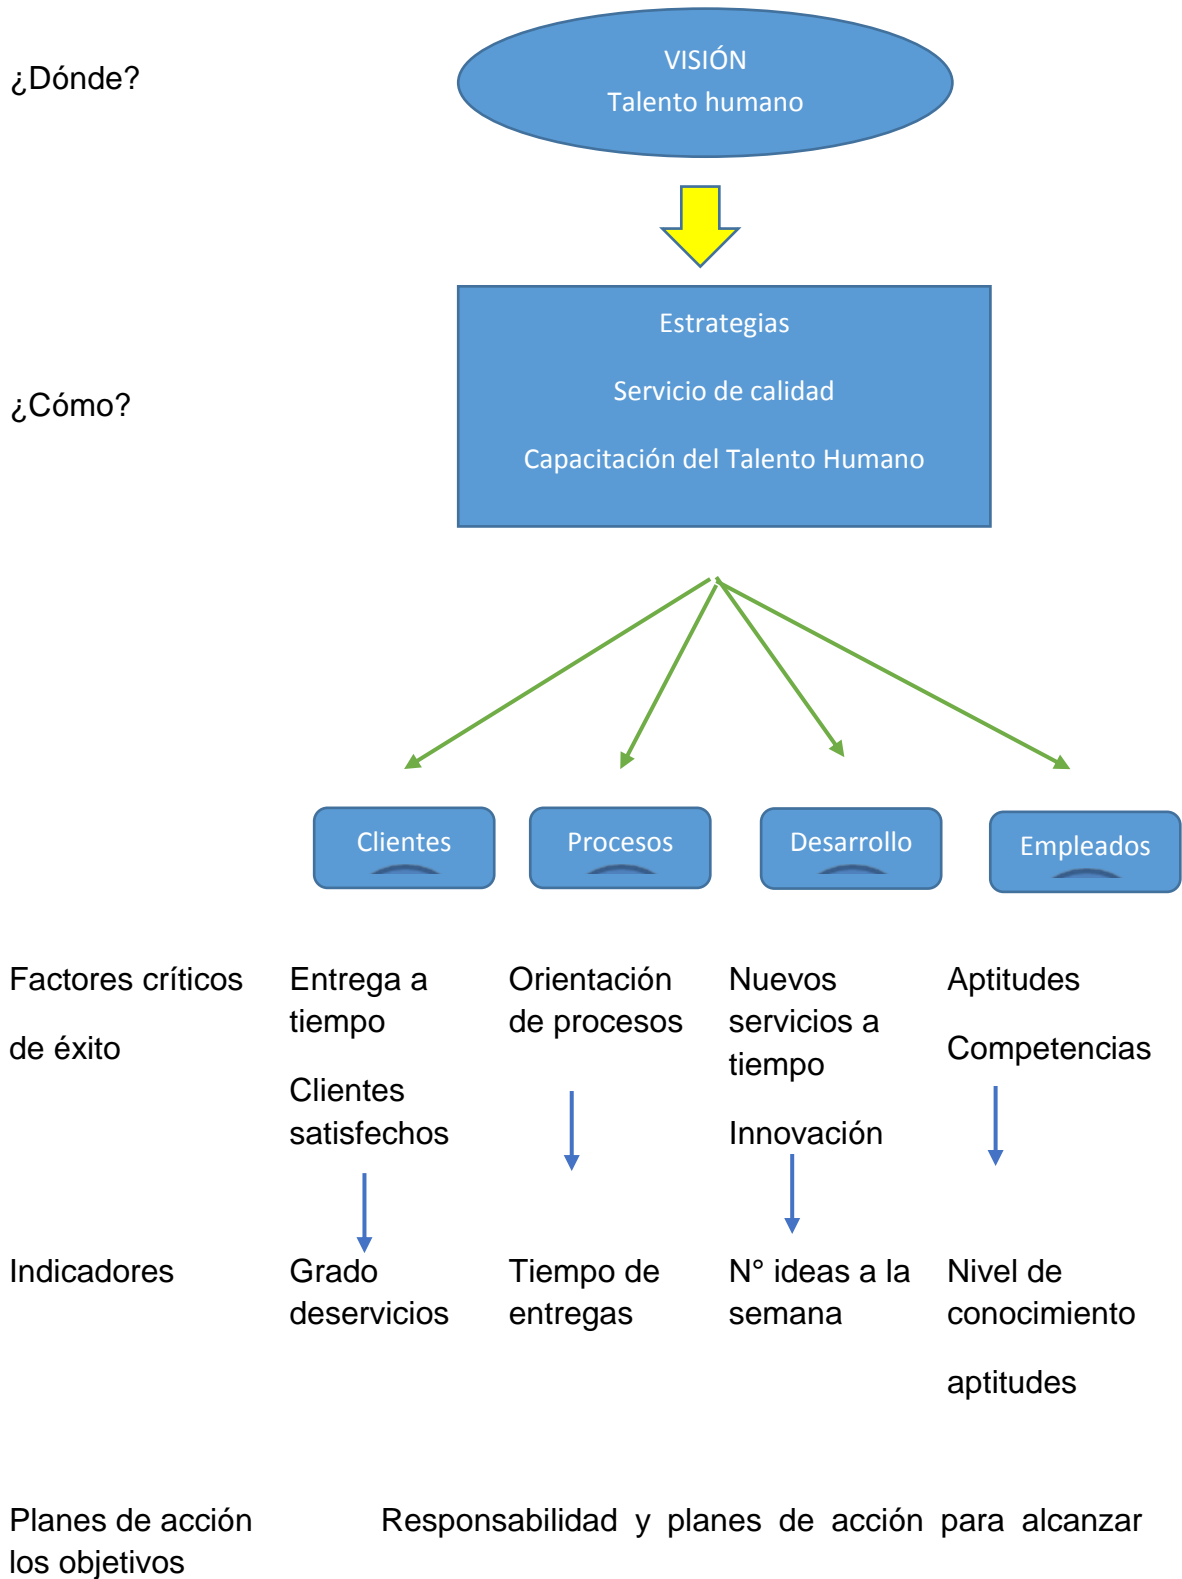 ¿Dónde?
VISIÓN
Talento humano
¿Cómo?
Estrategias
Servicio de calidad
Capacitación del Talento Humano
Clientes
Procesos
Desarrollo
Empleados
Factores críticos
de éxito
Entrega a
tiempo
Clientes
satisfechos
Orientación
de procesos
Nuevos
servicios a
tiempo
Innovación
Aptitudes
Competencias
Indicadores
Grado
deservicios
Tiempo de
entregas
N° ideas a la
semana
Nivel de
conocimiento
aptitudes
Planes de acción Responsabilidad y planes de acción para alcanzar
los objetivos